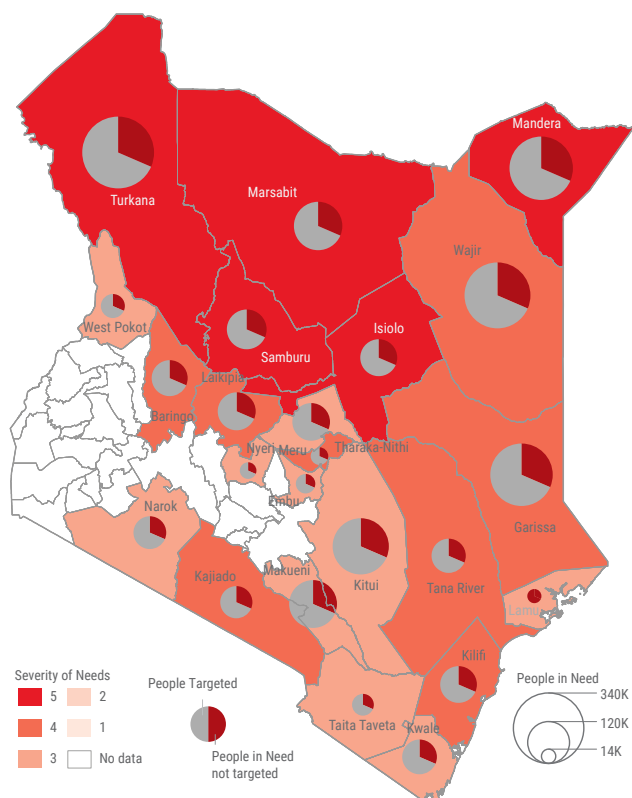 Mandera
Marsabit
Turkana
Wajir
West Pokot
Isiolo
Samburu
Laikipia
Baringo
Nyeri
Meru
Tharaka-Nithi
Embu
Narok
Garissa
Makueni
Kajiado
Kitui
Tana River
Lamu
Kilifi
Taita Taveta
Kwale
Severity of Needs
5
2
4
1
3
No data
People Targeted
People in Need
not targeted
People in Need
340K
120K
14K